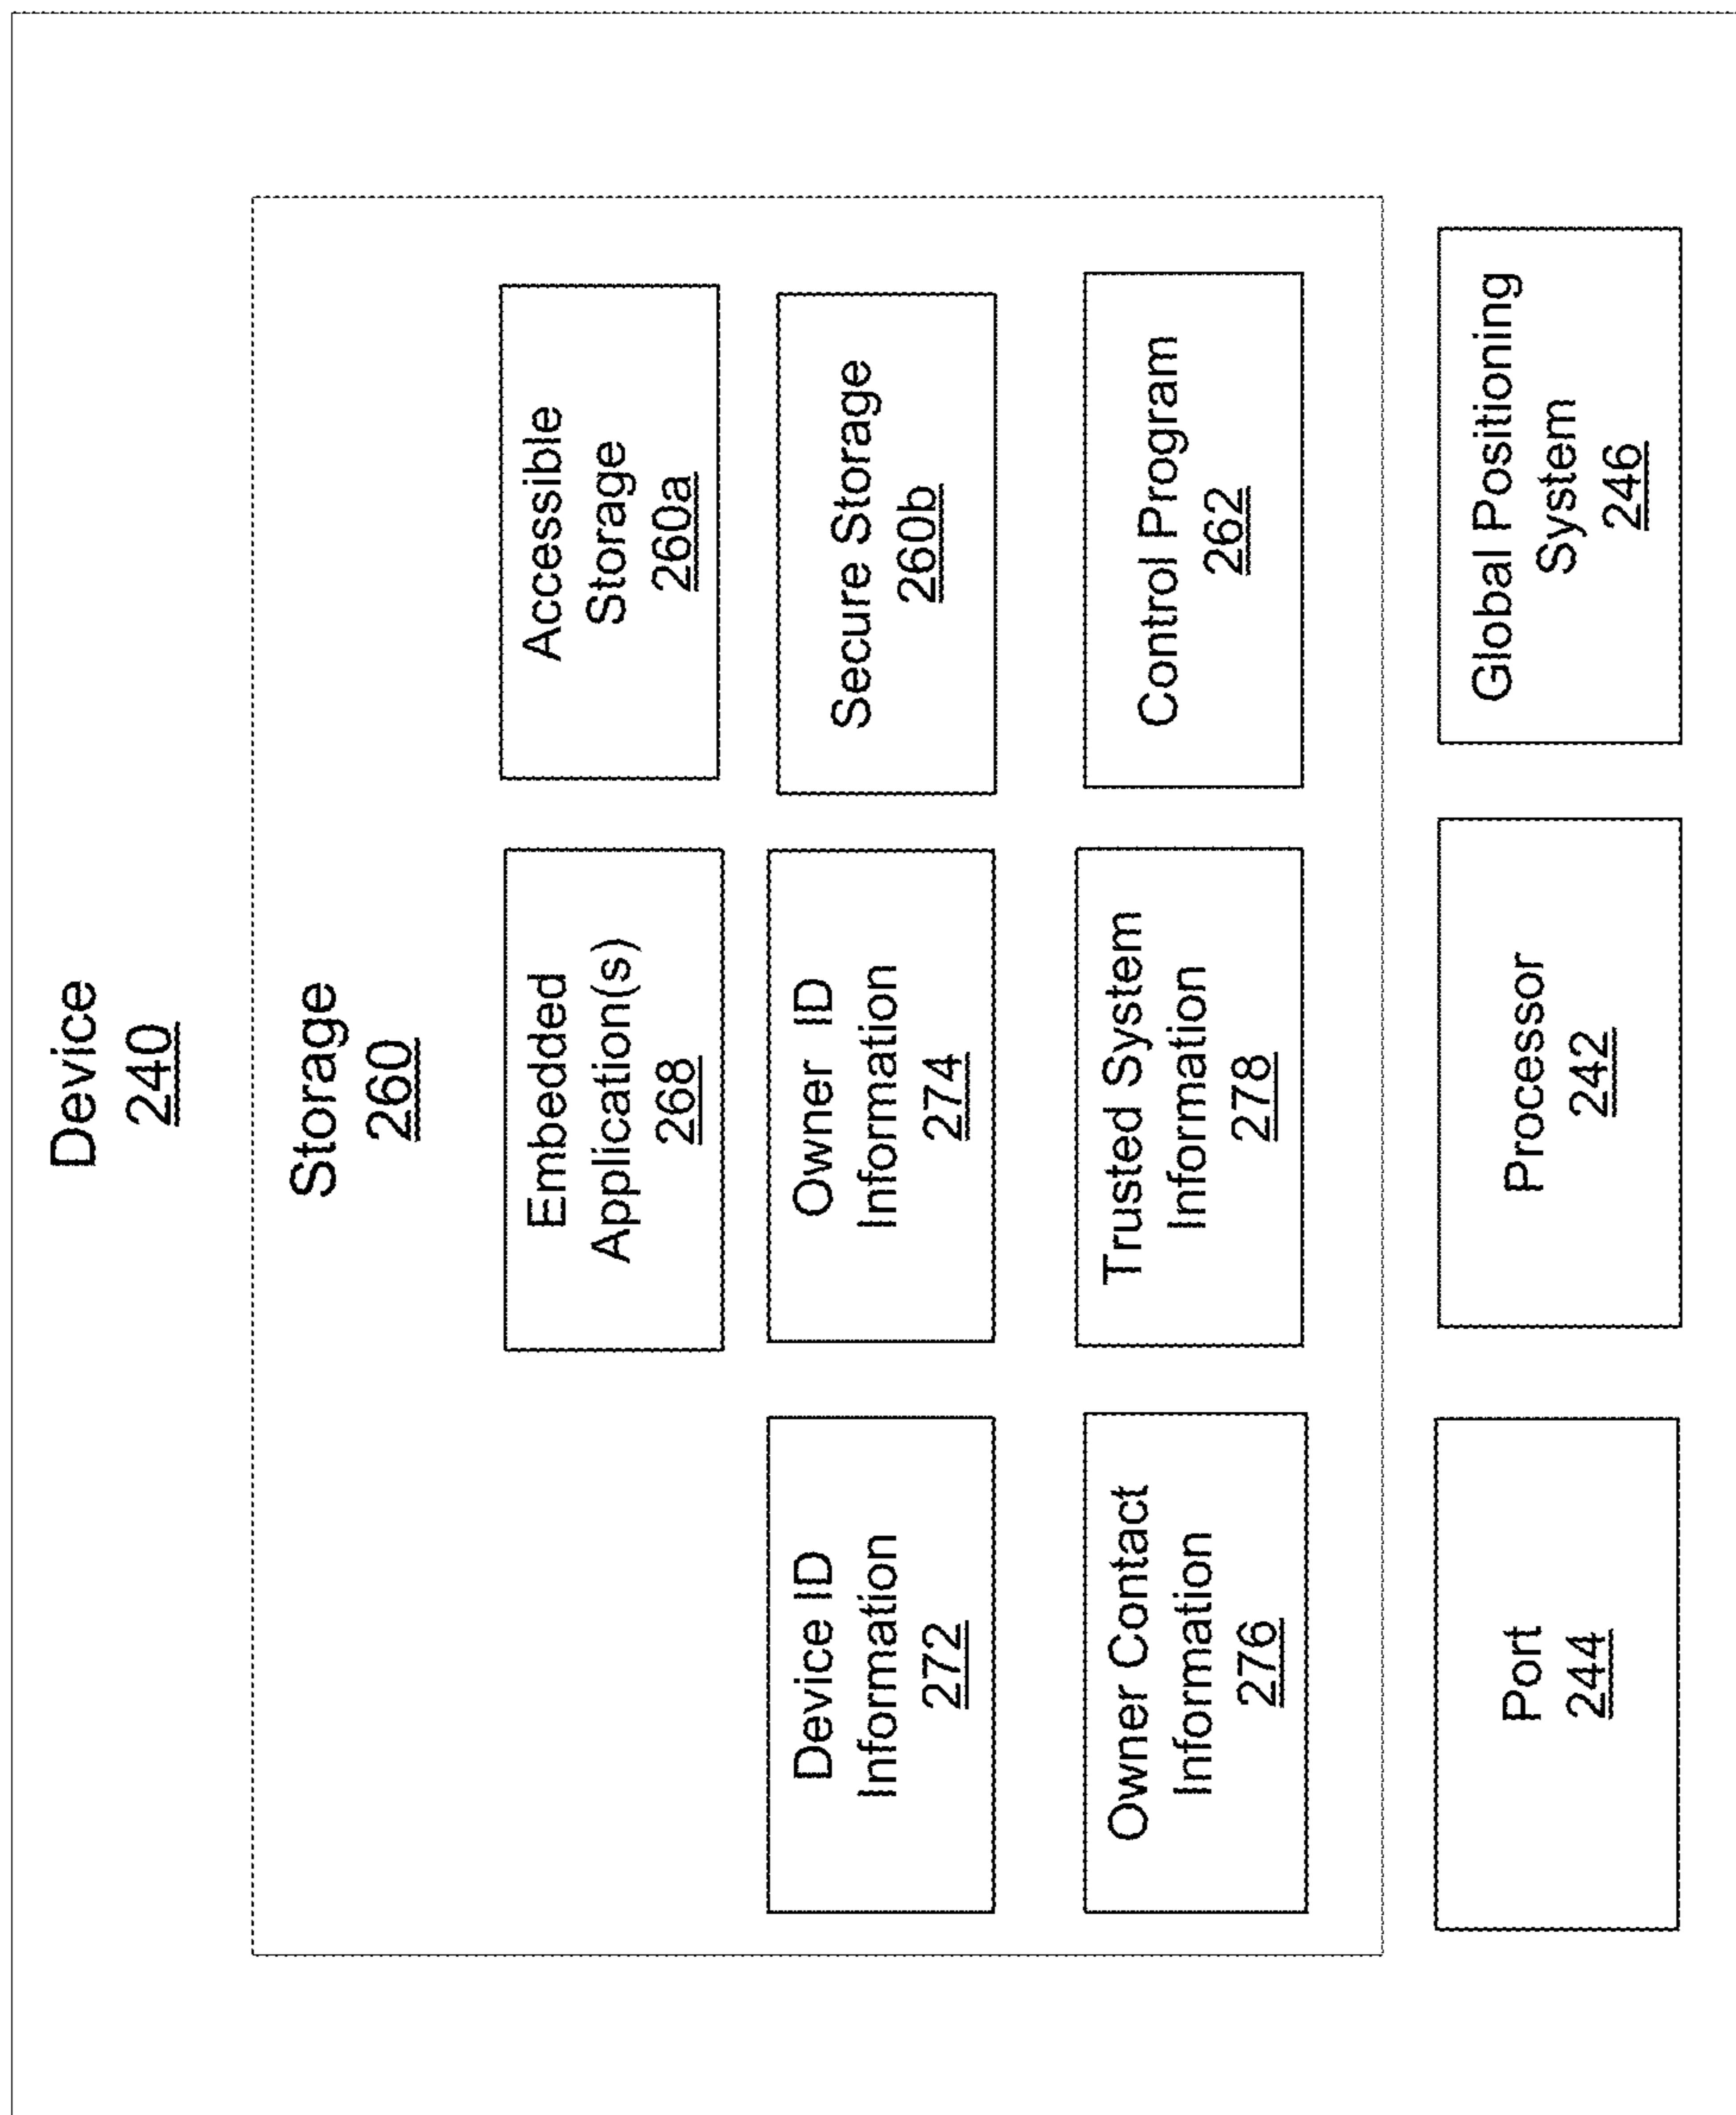 Device
240
Storage
260
Embedded
Application(s)
268
Accessible
Storage
260a
Device ID
Information
272
Owner ID
Information
274
Secure Storage
260b
Owner Contact
Information
276
Trusted System
Information
278
Control Program
262
Port
244
Processor
242
Global Positioning
System
246